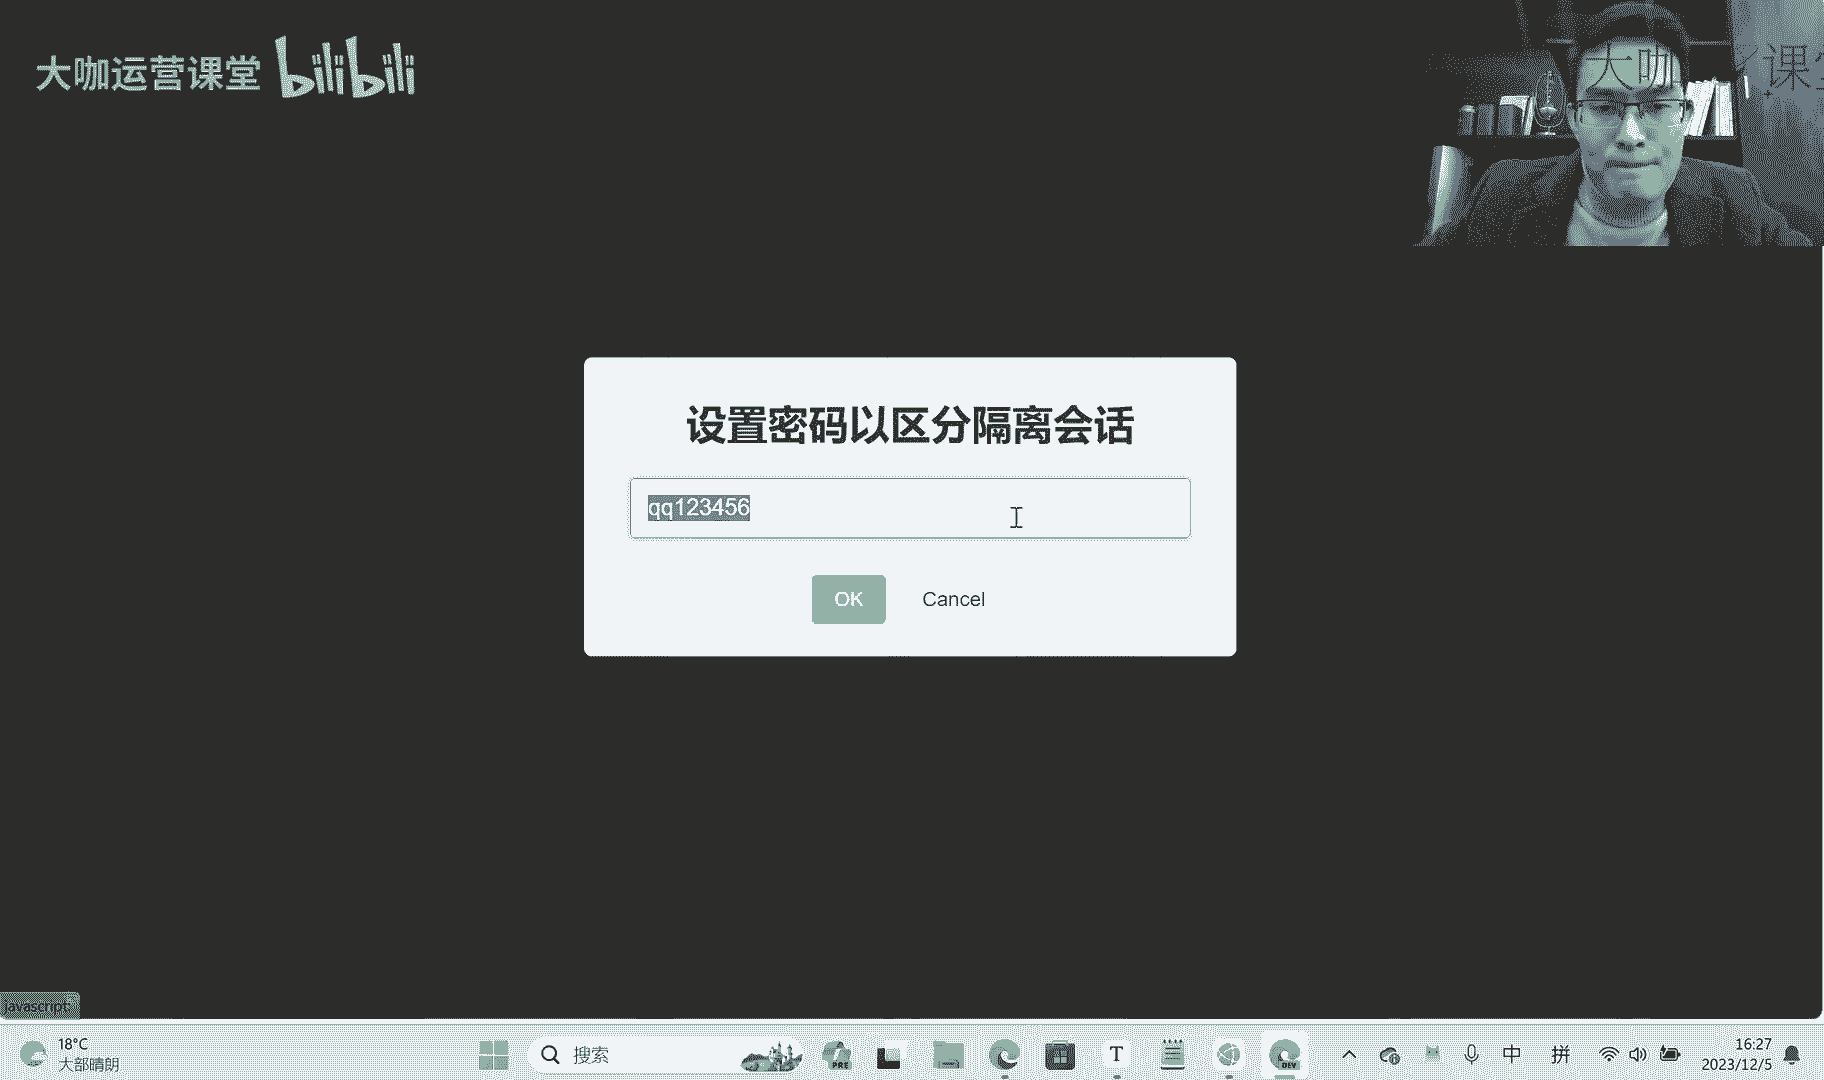 大咖运营课堂 bilibili
大咖 课
设置密码以区分隔离会话
qq123456
OK Cancel
javascript:
18°C
大部晴朗
搜索
PRE
T
DEV
中
拼
16:27
2023/12/5